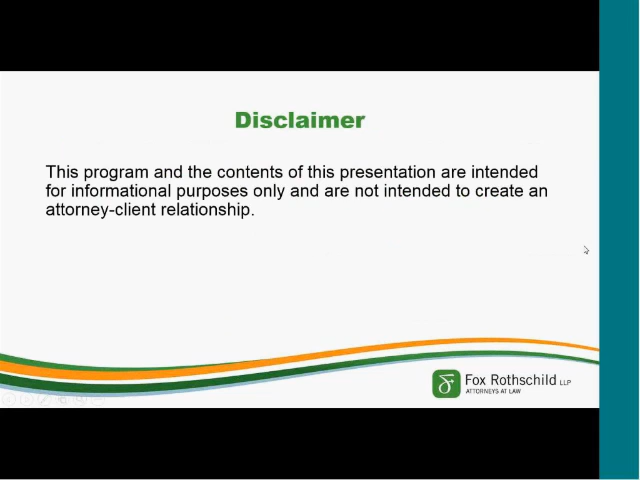 Disclaimer
This program and the contents of this presentation are intended
for informational purposes only and are not intended to create an
attorney-client relationship.
Fox Rothschild LLP
ATTORNEYS AT LAW